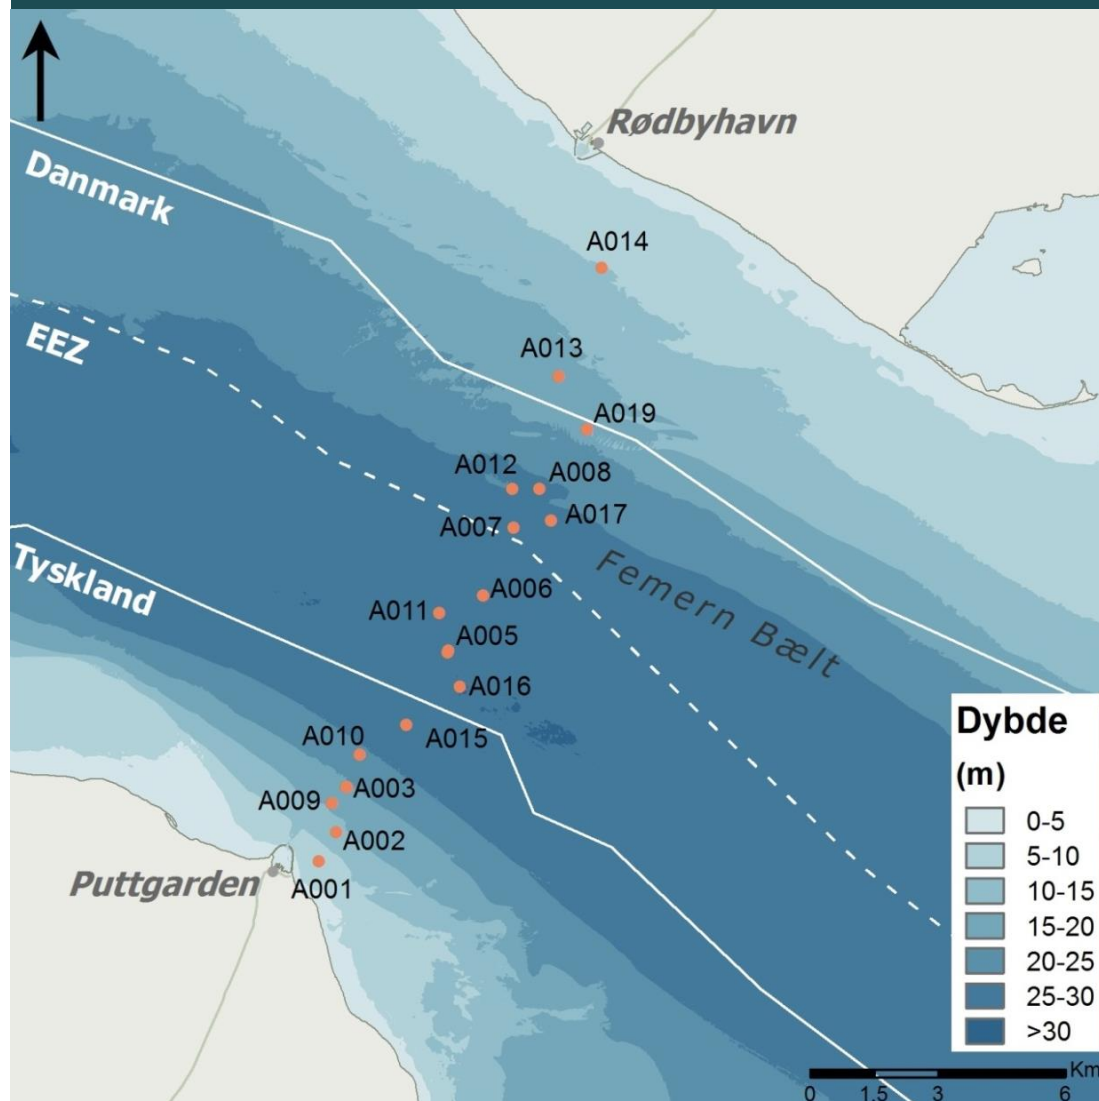 Rødbyhavn
Danmark
A014
EEZ
A013
A019
A012
A008
A007
A017
Femern Bælt
A006
A011
Tyskland
A005
A016
A010
A015
A003
A009
A002
Puttgarden
A001
Dybde
(m)
0-5
5-10
10-15
15-20
20-25
25-30
>30
Km
0 1,5 3 6